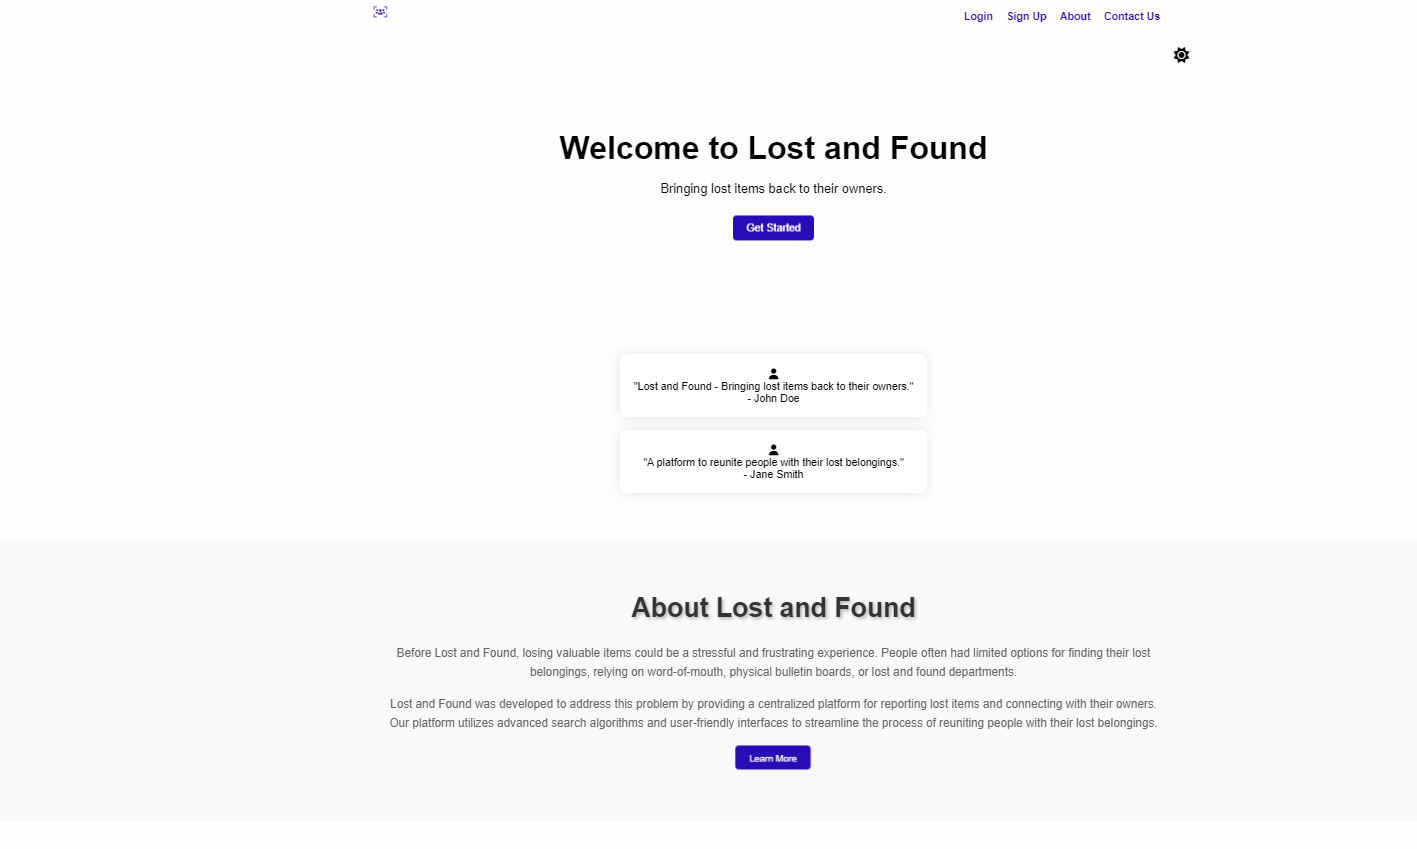 Login Sign Up About Contact Us
Welcome to Lost and Found
Bringing lost items back to their owners.
Get Started
"Lost and Found - Bringing lost items back to their owners."
- John Doe
"A platform to reunite people with their lost belongings."
- Jane Smith
About Lost and Found
Before Lost and Found, losing valuable items could be a stressful and frustrating experience. People often had limited options for finding their lost
belongings, relying on word-of-mouth, physical bulletin boards, or lost and found departments.
Lost and Found was developed to address this problem by providing a centralized platform for reporting lost items and connecting with their owners.
Our platform utilizes advanced search algorithms and user-friendly interfaces to streamline the process of reuniting people with their lost belongings.
Learn More